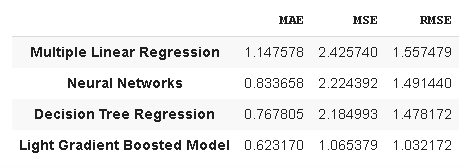 MAE MSE RMSE
Multiple Linear Regression 1.147578 2.425740 1.557479
Neural Networks 0.833658 2.224392 1.491440
Decision Tree Regression 0.767805 2.184993 1.478172
Light Gradient Boosted Model 0.623170 1.065379 1.032172